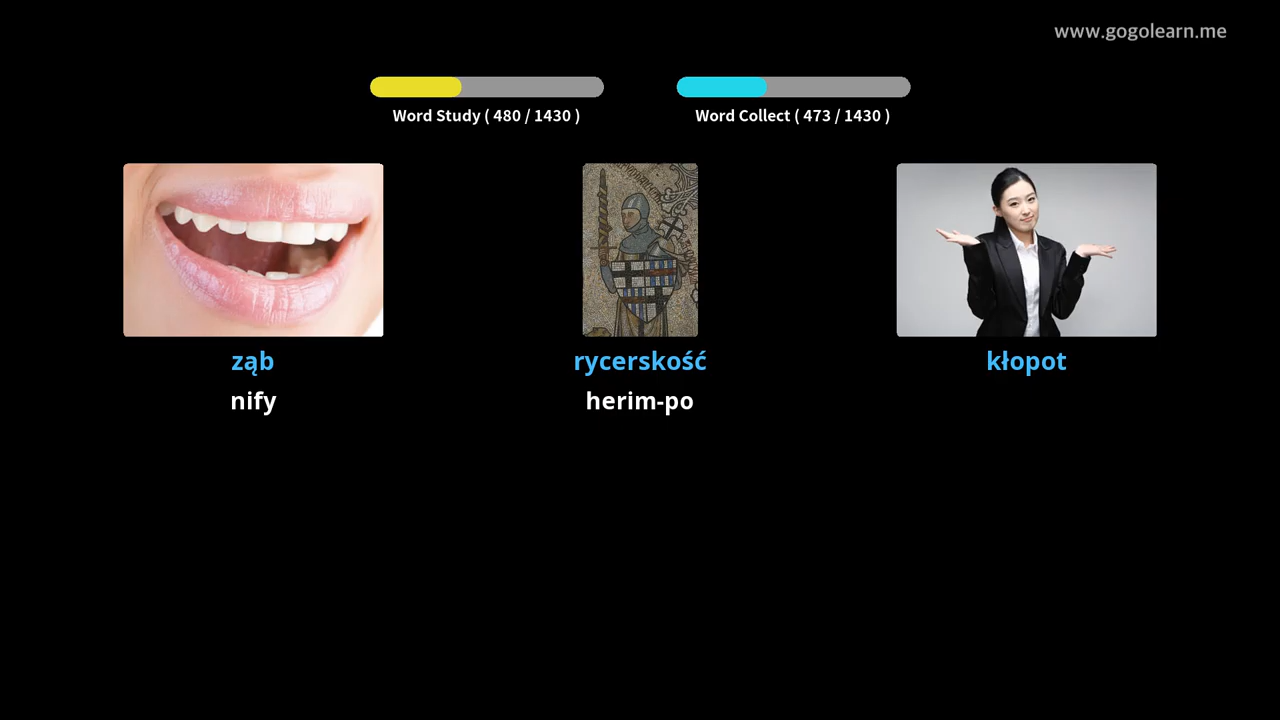 www.gogolearn.me
Word Study ( 480 / 1430 )
Word Collect ( 473 / 1430 )
ząb
rycerskość
kłopot
nify
herim-po